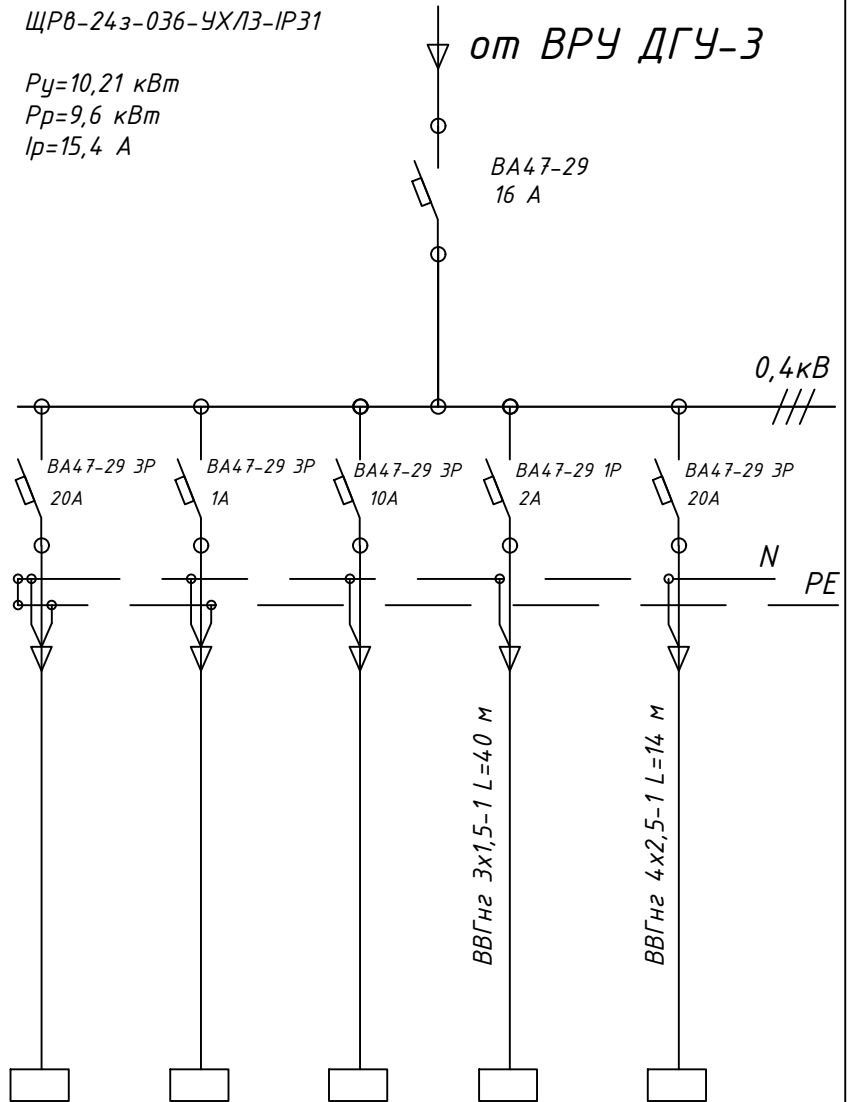 ЩРв-24з-036-УХЛ3-IP31
от ВРУ ДГУ-3
Ру=10,21 кВт
Рр=9,6 кВт
Iр=15,4 А
ВА47-29
16 А
0,4кВ
ВА47-29 3Р
20А
ВА47-29 3Р
1А
ВА47-29 3Р
10А
ВА47-29 1Р
2А
ВА47-29 3Р
20А
N
PE
ВВГнг 3х1,5-1 L=40 м
ВВГнг 4х2,5-1 L=14 м